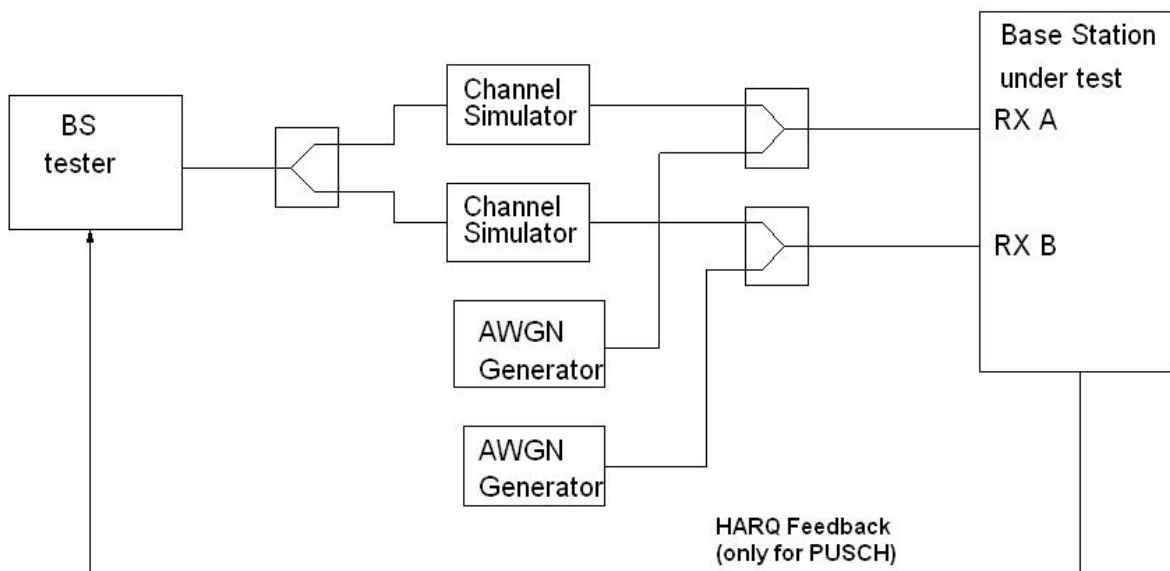 BS
tester
Channel
Simulator
Channel
Simulator
AWGN
Generator
AWGN
Generator
Base Station
under test
RX A
RX B
HARQ Feedback
(only for PUSCH)